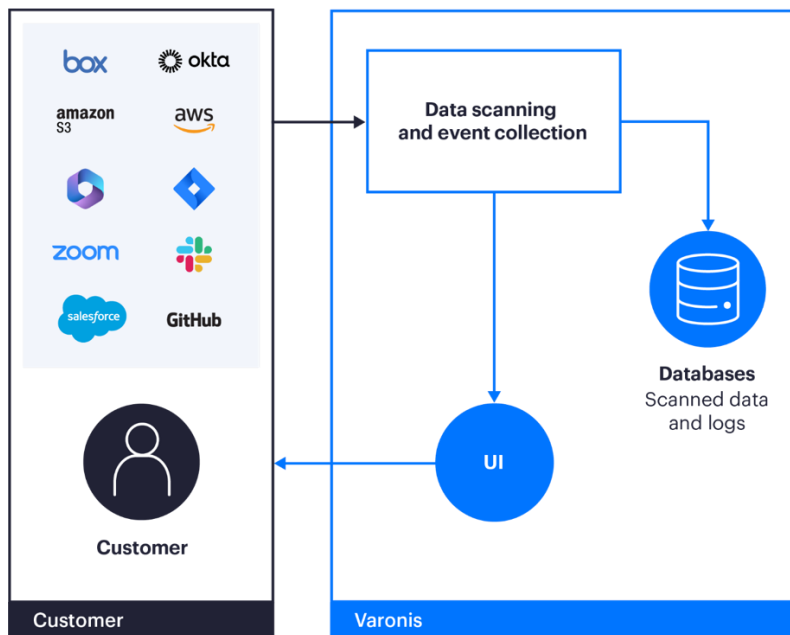 box
okta
amazon
S3
aws
zoom
salesforce
GitHub
Customer
Customer
Data scanning
and event collection
Databases
Scanned data
and logs
UI
Varonis